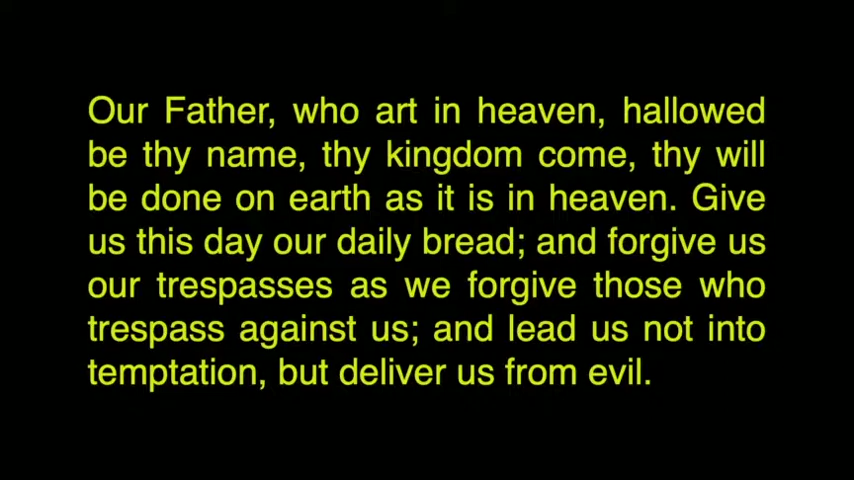 Our Father, who art in heaven, hallowed
be thy name, thy kingdom come, thy will
be done on earth as it is in heaven. Give
us this day our daily bread; and forgive us
our trespasses as we forgive those who
trespass against us; and lead us not into
temptation, but deliver us from evil.